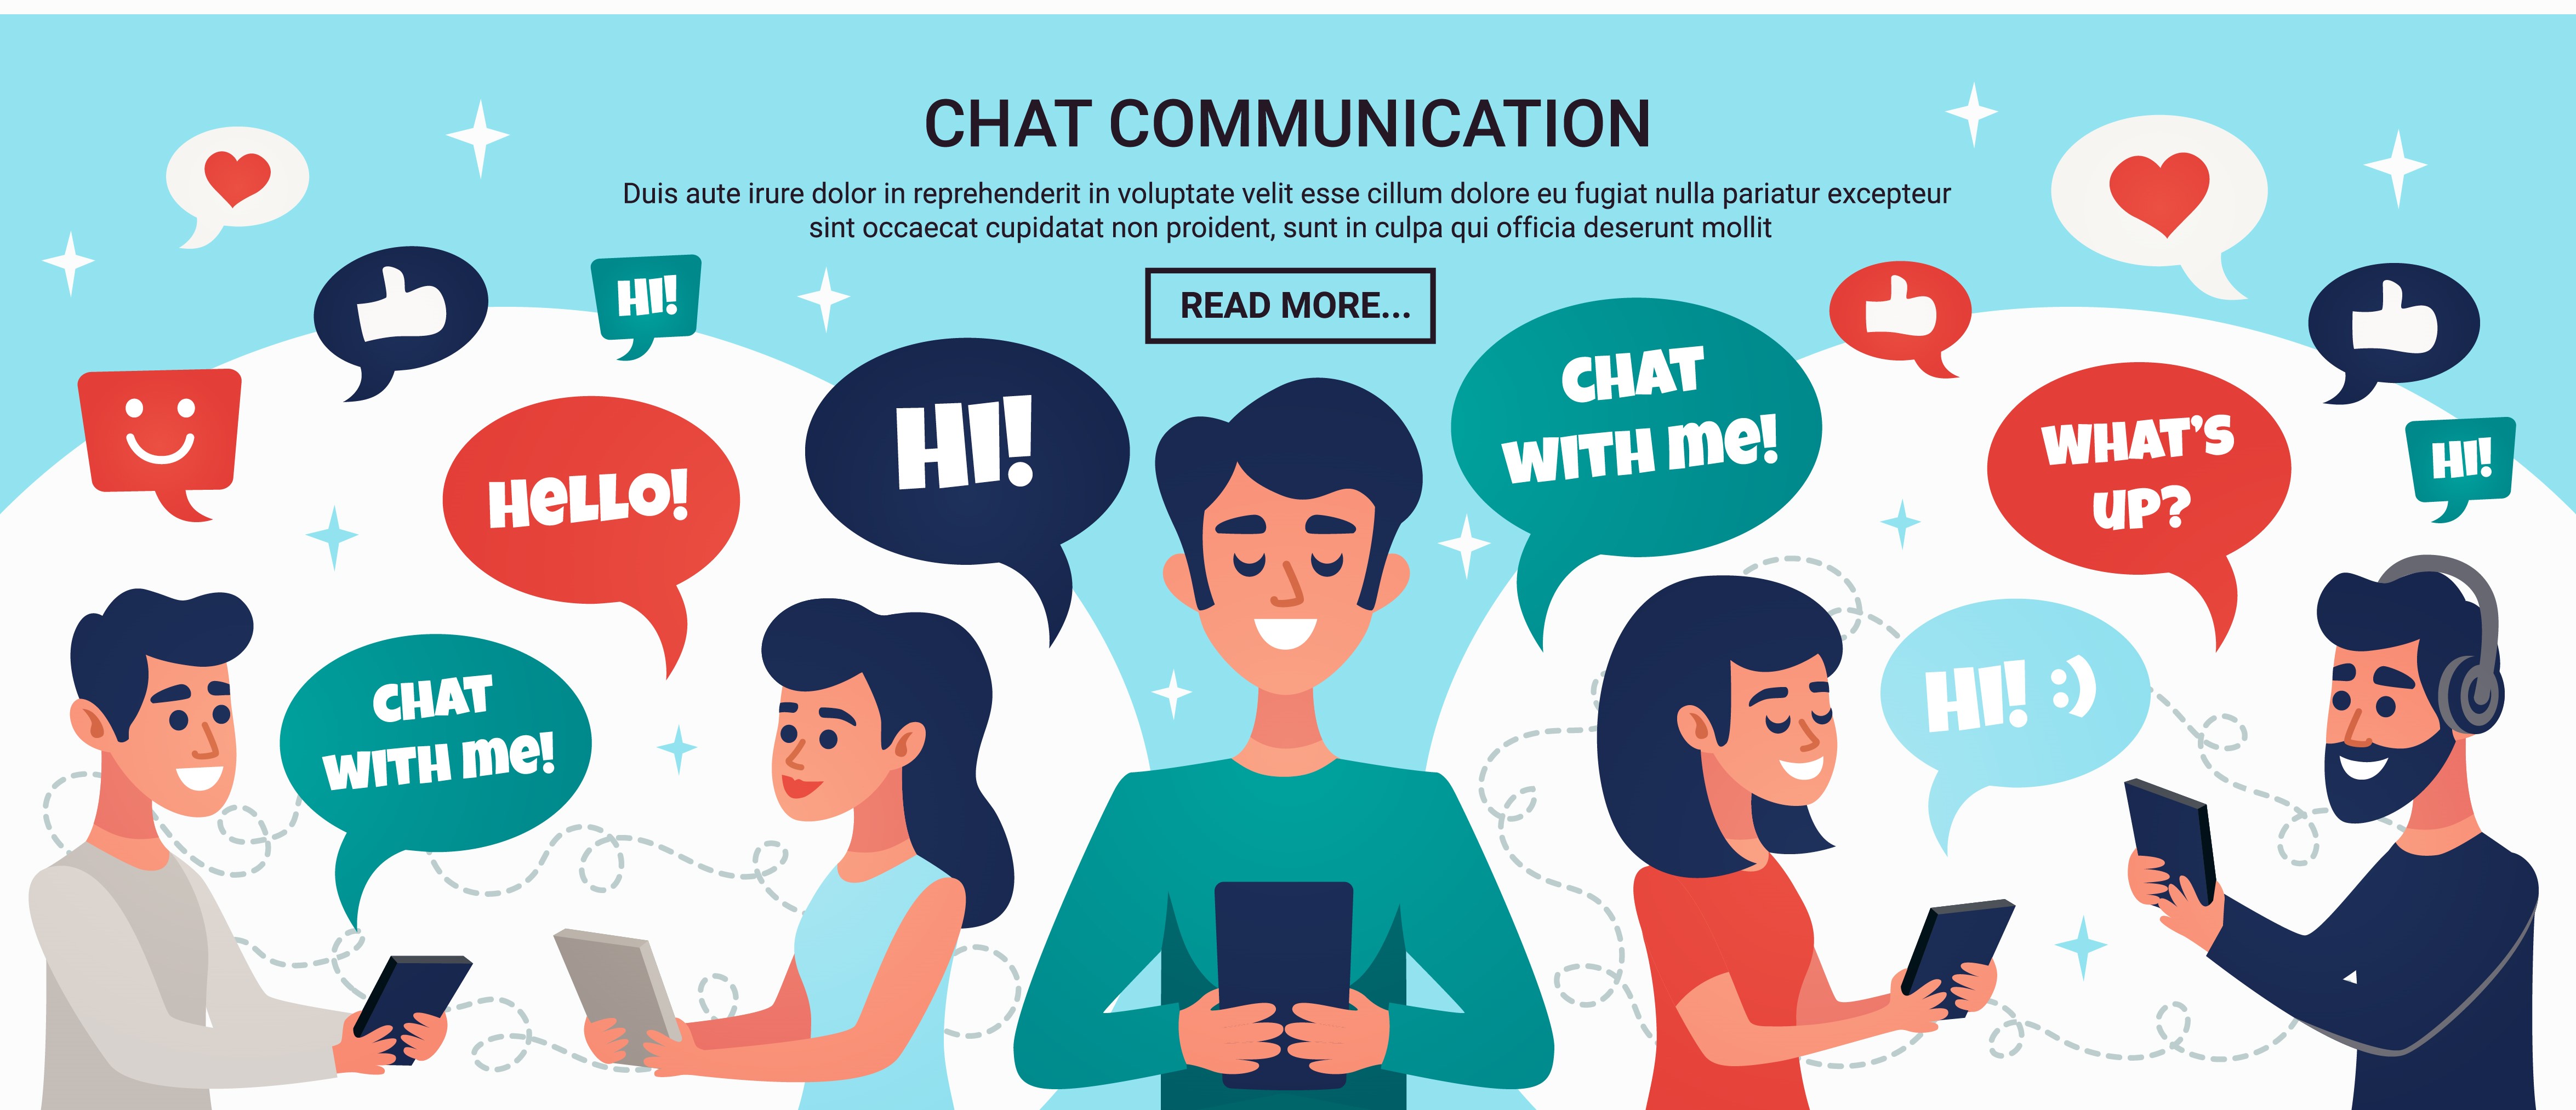 CHAT COMMUNICATION
Duis aute irure dolor in reprehenderit in voluptate velit esse cillum dolore eu fugiat nulla pariatur excepteur
sint occaecat cupidatat non proident, sunt in culpa qui officia deserunt mollit
READ MORE...
HI!
HELLO!
HI!
CHAT
WITH me!
CHAT
WITH me!
WHAT'S
UP?
HI!
HI! :)